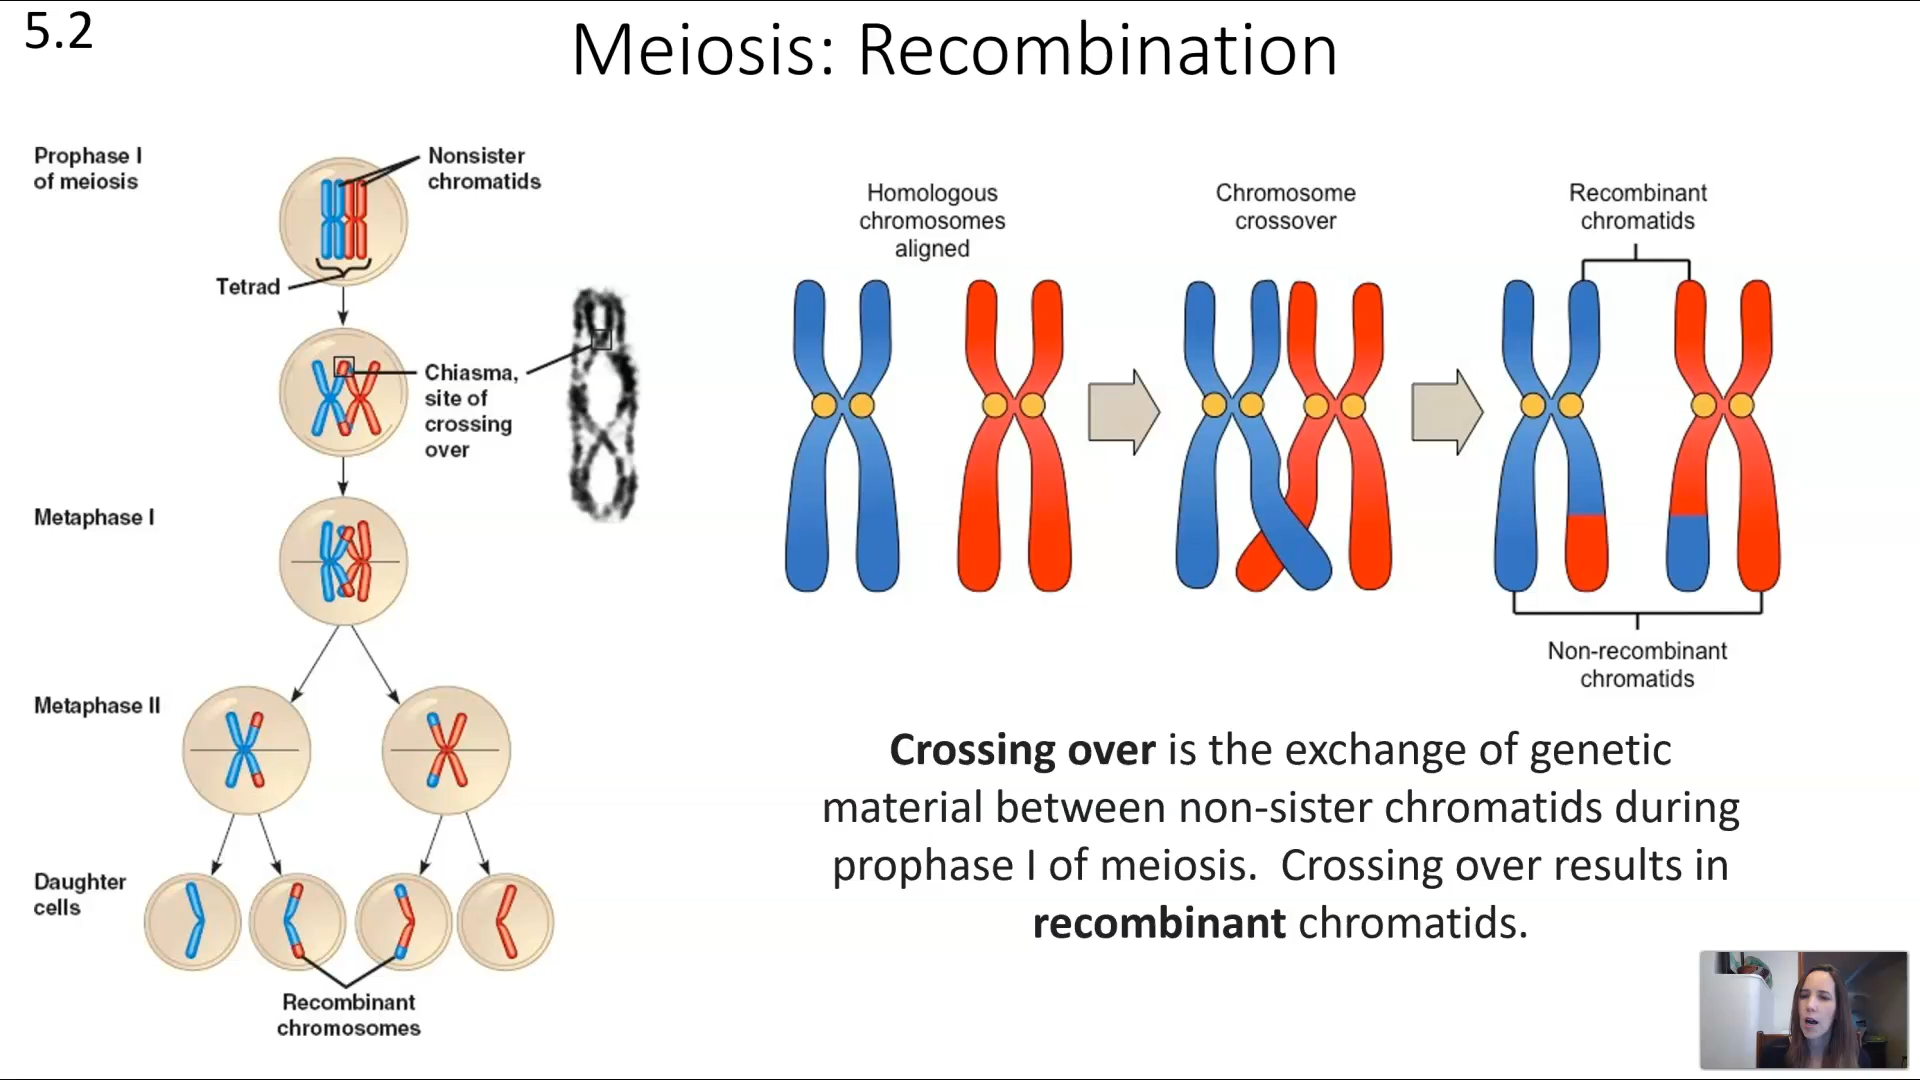 5.2
Meiosis: Recombination
Prophase I
of meiosis
Nonsister
chromatids
Tetrad
Chiasma,
site of
crossing
over
Metaphase I
Metaphase II
Daughter
cells
Recombinant
chromosomes
Homologous
chromosomes
aligned
Chromosome
crossover
Recombinant
chromatids
Non-recombinant
chromatids
Crossing over is the exchange of genetic
material between non-sister chromatids during
prophase I of meiosis.  Crossing over results in
recombinant chromatids.